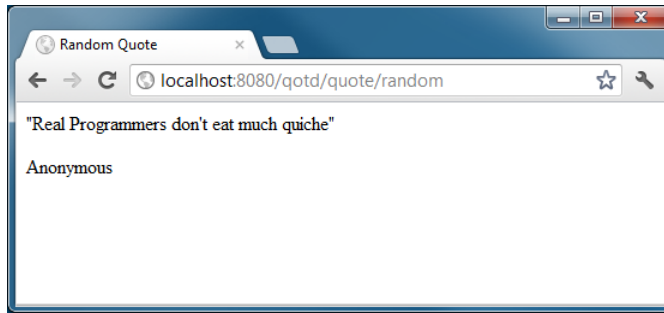 Random Quote
localhost:8080/qotd/quote/random
"Real Programmers don't eat much quiche"
Anonymous